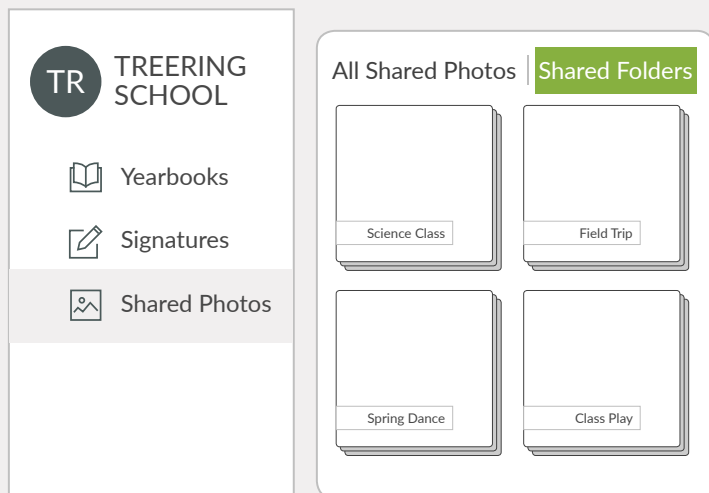 TR
TREERING
SCHOOL
Yearbooks
Signatures
Shared Photos
All Shared Photos
Shared Folders
Science Class
Field Trip
Spring Dance
Class Play